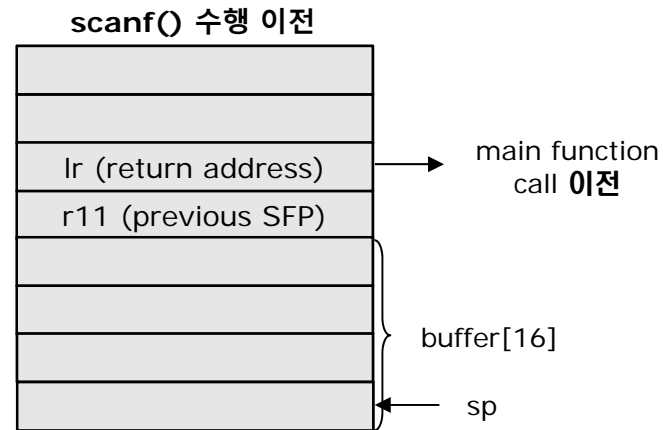 scanf() 수행 이전
lr (return address)
main function
call 이전
r11 (previous SFP)
buffer[16]
sp